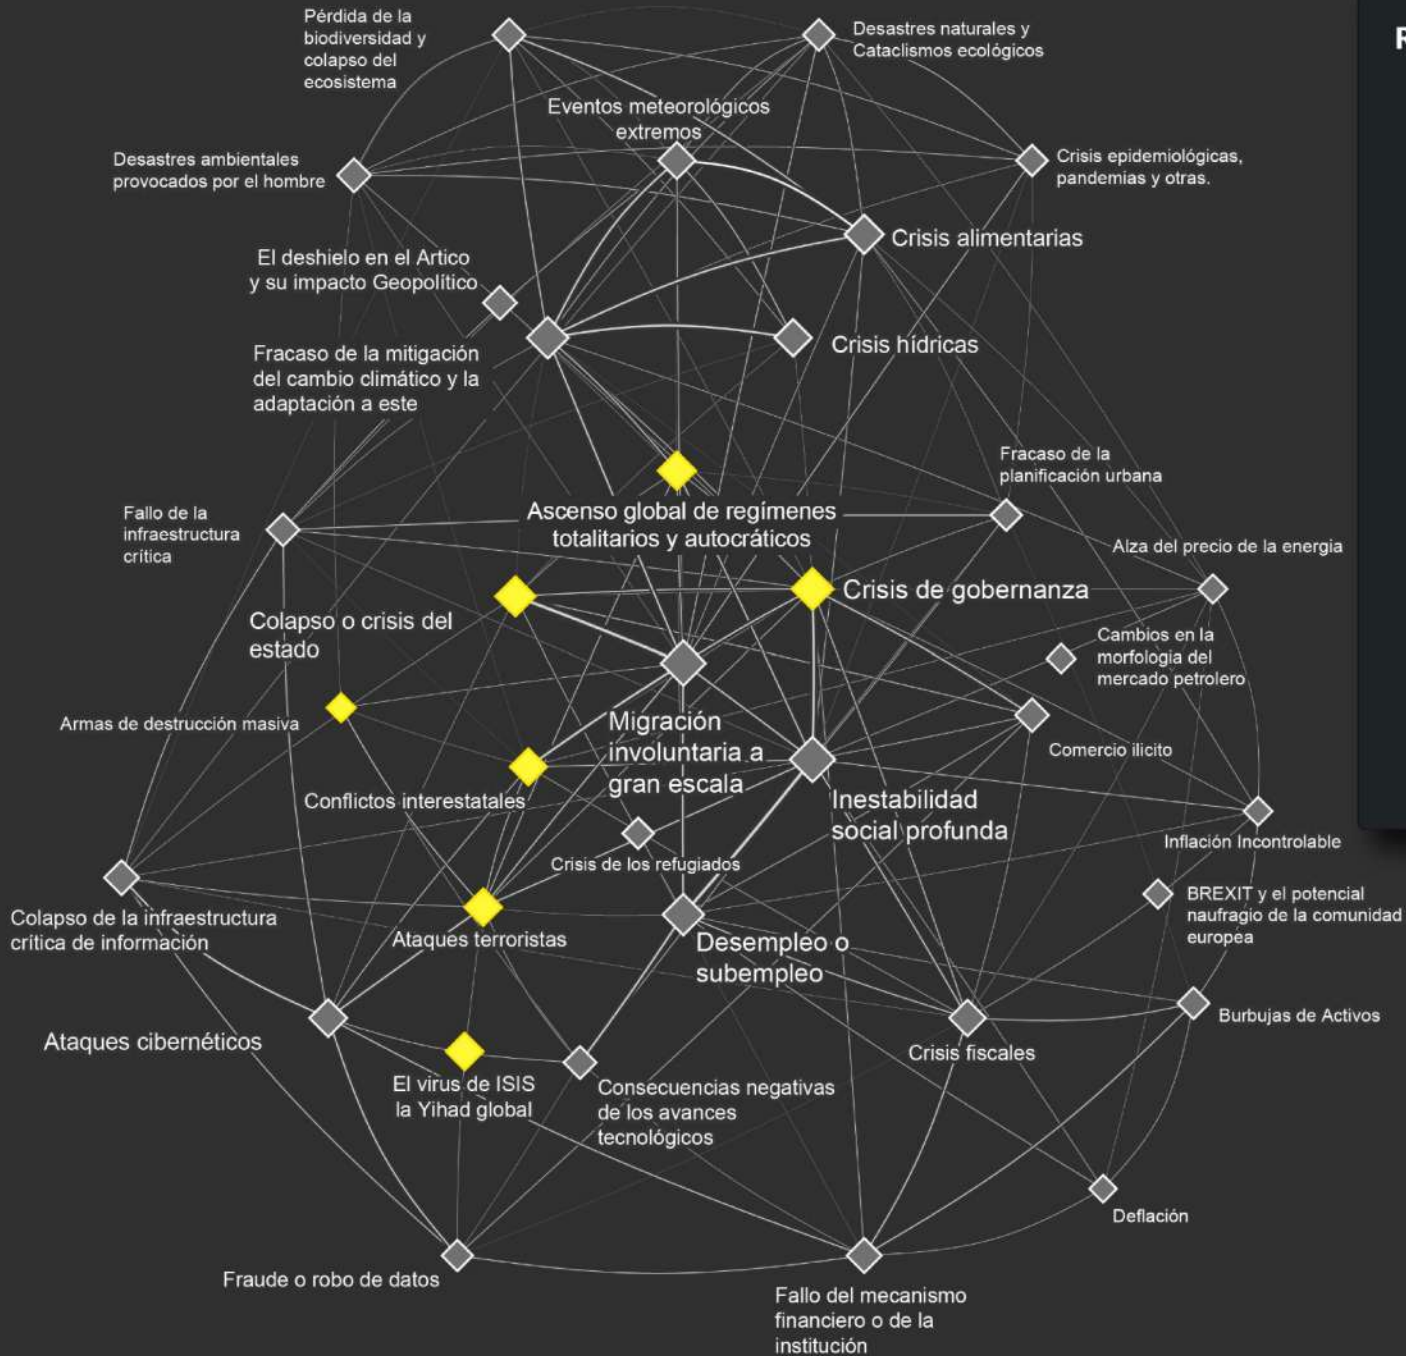 Pérdida de la
biodiversidad y
colapso del
ecosistema
Desastres naturales y
Cataclismos ecológicos
R
Eventos meteorológicos
extremos
Desastres ambientales
provocados por el hombre
Crisis epidemiológicas,
pandemias y otras.
Crisis alimentarias
El deshielo en el Artico
y su impacto Geopolítico
Crisis hídricas
Fracaso de la mitigación
del cambio climático y la
adaptación a este
Fracaso de la
planificación urbana
Fallo de la
infraestructura
crítica
Ascenso global de regímenes
totalitarios y autocráticos
Alza del precio de la energia
Crisis de gobernanza
Colapso o crisis del
estado
Cambios en la
morfologia del
mercado petrolero
Armas de destrucción masiva
Migración
involuntaria a
gran escala
Comercio ilicito
Conflictos interestatales
Inestabilidad
social profunda
Inflación Incontrolable
Crisis de los refugiados
BREXIT y el potencial
naufragio de la comunidad
europea
Colapso de la infraestructura
crítica de información
Ataques terroristas
Desempleo o
subempleo
Burbujas de Activos
Ataques cibernéticos
Crisis fiscales
El virus de ISIS
la Yihad global
Consecuencias negativas
de los avances
tecnológicos
Deflación
Fraude o robo de datos
Fallo del mecanismo
financiero o de la
institución